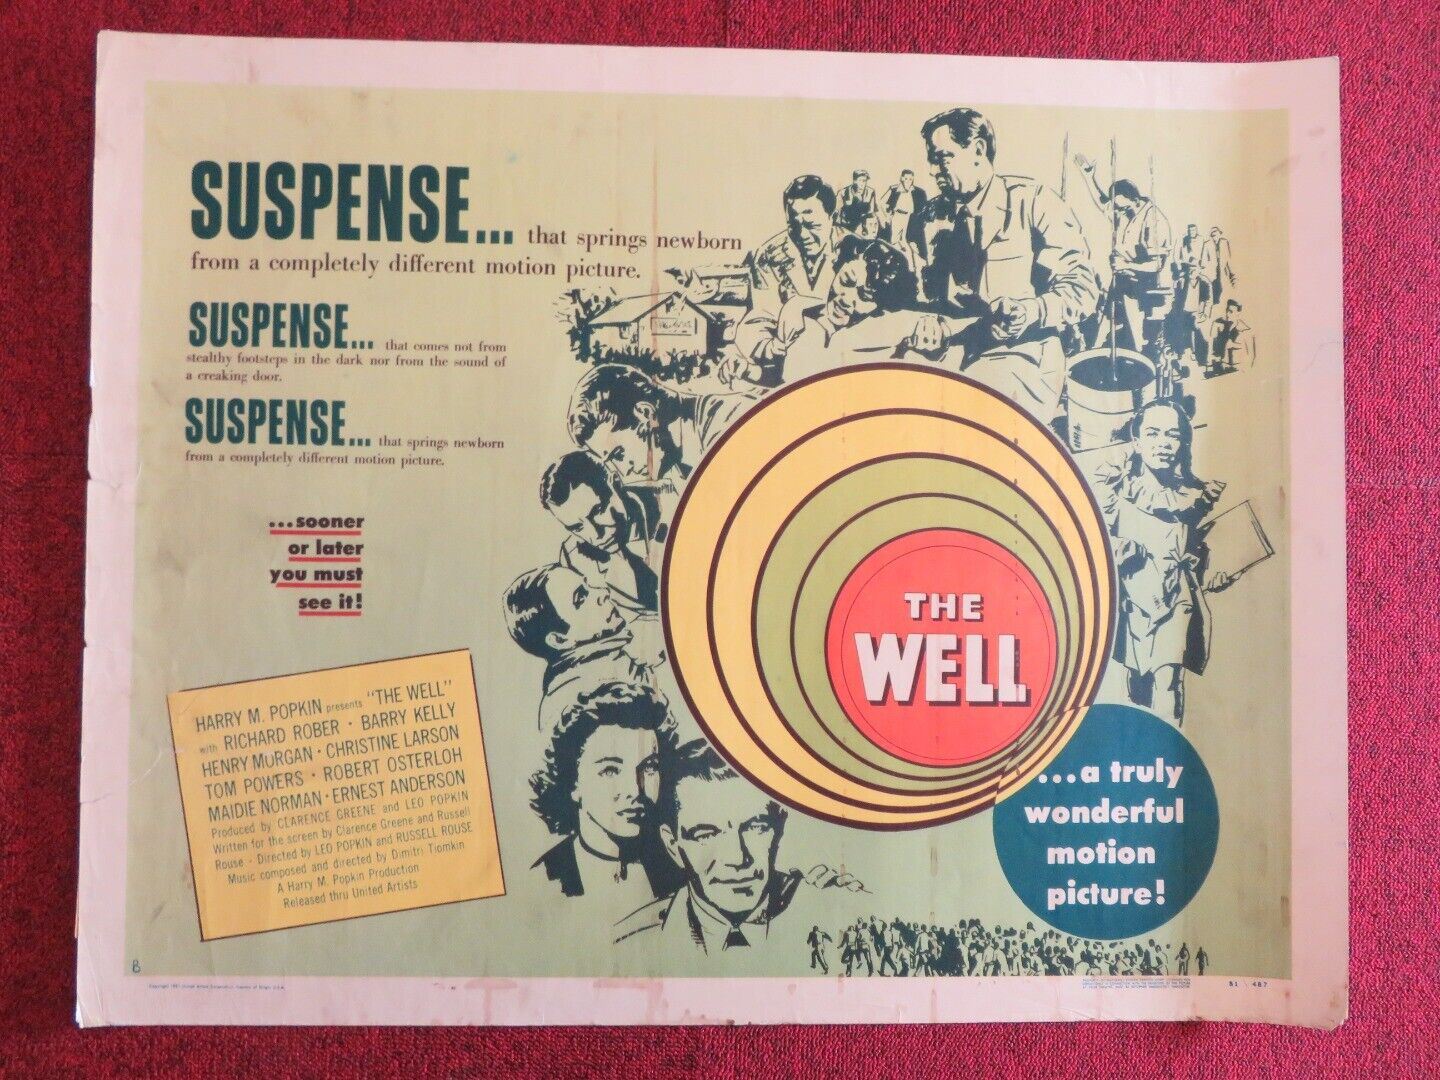 SUSPENSE... that springs newborn
from a completely different motion picture.
SUSPENSE... that comes not from
stealthy footsteps in the dark nor from the sound of
a creaking door.
SUSPENSE... that springs newborn
from a completely different motion picture.
...sooner
or later
you must
see it!
THE
WELL
...a truly
wonderful
motion
picture!
HARRY M. POPKIN presents "THE WELL"
with RICHARD ROBER · BARRY KELLY
HENRY MORGAN · CHRISTINE LARSON
TOM POWERS · ROBERT OSTERLOH
MAIDIE NORMAN · ERNEST ANDERSON
Produced by CLARENCE GREENE and LEO POPKIN
Written for the screen by Clarence Greene and Russell
Rouse · Directed by LEO POPKIN and RUSSELL ROUSE
Music composed and directed by Dimitri Tiomkin
A Harry M. Popkin Production
Released thru United Artists
B
51 487